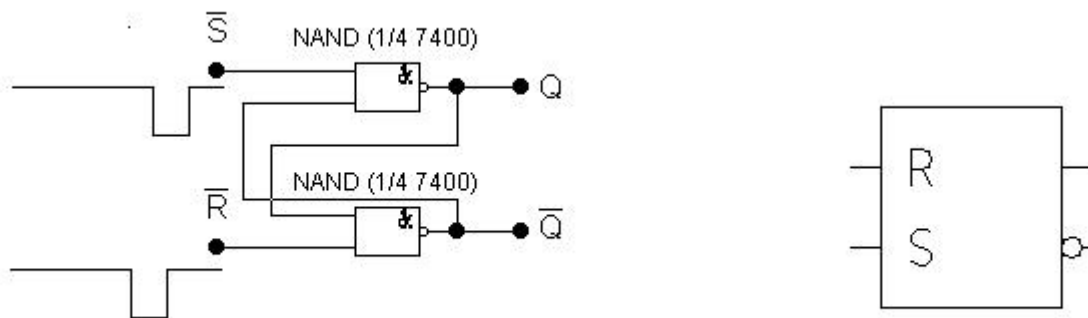 S̅
NAND (1/4 7400)
Q
NAND (1/4 7400)
R̅
Q̅
R
S